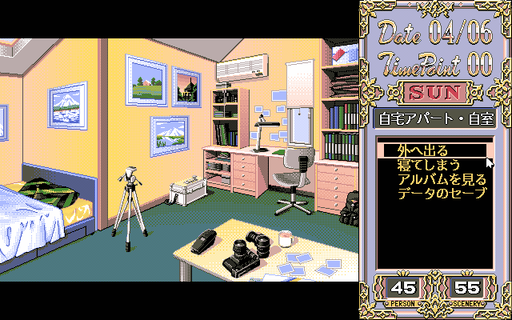 Date 04/06
TimePoint 00
SUN
自宅アパート・自室
外へ出る
寝てしまう
アルバムを見る
データのセーブ
45 55
PERSON SCENERY